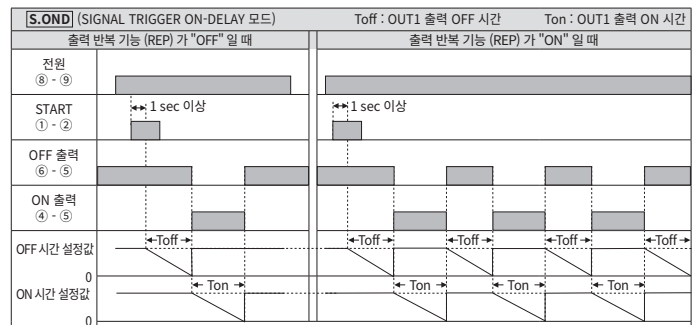 S.OND (SIGNAL TRIGGER ON-DELAY 모드) Toff : OUT1 출력 OFF 시간 Ton : OUT1 출력 ON 시간
출력 반복 기능 (REP) 가 "OFF" 일 때 출력 반복 기능 (REP) 가 "ON" 일 때
전원
⑧ - ⑨
START
① - ②
1 sec 이상 1 sec 이상
OFF 출력
⑥ - ⑤
ON 출력
④ - ⑤
OFF 시간 설정값
Toff Toff Toff Toff Toff
0
ON 시간 설정값
Ton Ton Ton Ton
0